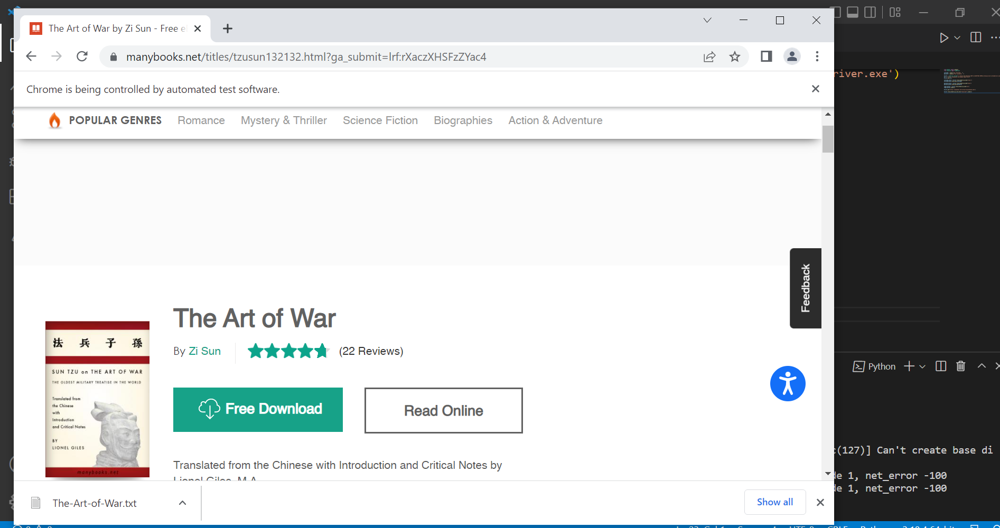 The Art of War by Zi Sun - Free e
manybooks.net/titles/tzusun132132.html?ga_submit=lrf:rXaczXHSFzZYac4
river.exe')
Chrome is being controlled by automated test software.
POPULAR GENRES Romance Mystery & Thriller Science Fiction Biographies Action & Adventure
Feedback
The Art of War
By Zi Sun (22 Reviews)
法 兵 子 孫
SUN TZU on THE ART OF WAR
THE OLDEST MILITARY TREATISE IN THE WORLD
Translated from
the Chinese
with
Introduction
and Critical Notes
BY
LIONEL GILES
manybooks.net
Free Download
Read Online
Python
Translated from the Chinese with Introduction and Critical Notes by
Lionel Giles, M.A.
c(127)] Can't create base di
de 1, net_error -100
de 1, net_error -100
The-Art-of-War.txt
Show all